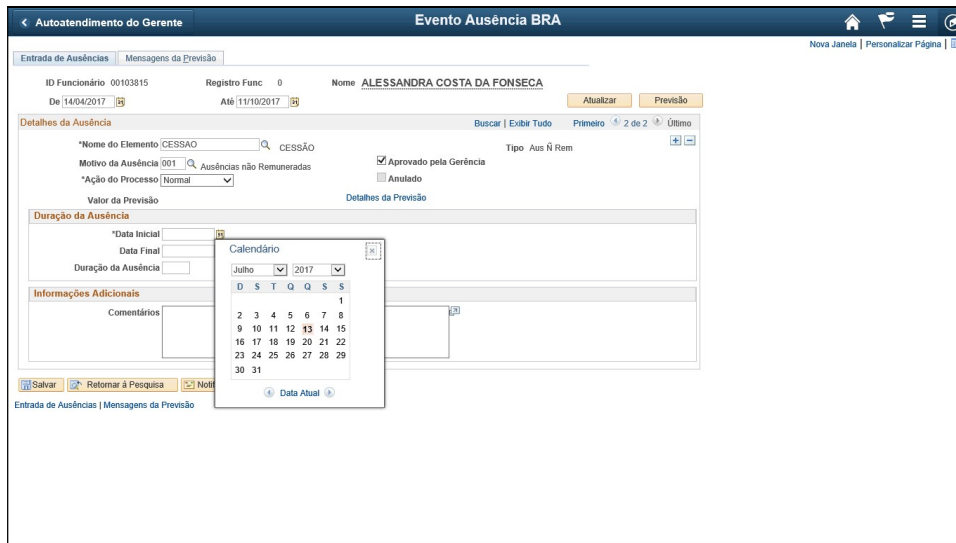 Autoatendimento do Gerente
Evento Ausência BRA
Nova Janela | Personalizar Página |
Entrada de Ausências
Mensagens da Previsão
ID Funcionário 00103815 Registro Func 0 Nome ALESSANDRA COSTA DA FONSECA
De 14/04/2017 Até 11/10/2017 Atualizar Previsão
Detalhes da Ausência Buscar | Exibir Tudo Primeiro 2 de 2 Último
*Nome do Elemento CESSAO CESSÃO Tipo Aus Ñ Rem
Motivo da Ausência 001 Ausências não Remuneradas Aprovado pela Gerência
*Ação do Processo Normal Anulado
Valor da Previsão Detalhes da Previsão
Duração da Ausência
*Data Inicial
Data Final
Duração da Ausência
Calendário
Julho 2017
D S T Q Q S S
1
2 3 4 5 6 7 8
9 10 11 12 13 14 15
16 17 18 19 20 21 22
23 24 25 26 27 28 29
30 31
Data Atual
Informações Adicionais
Comentários
Salvar Retornar à Pesquisa
Entrada de Ausências | Mensagens da Previsão